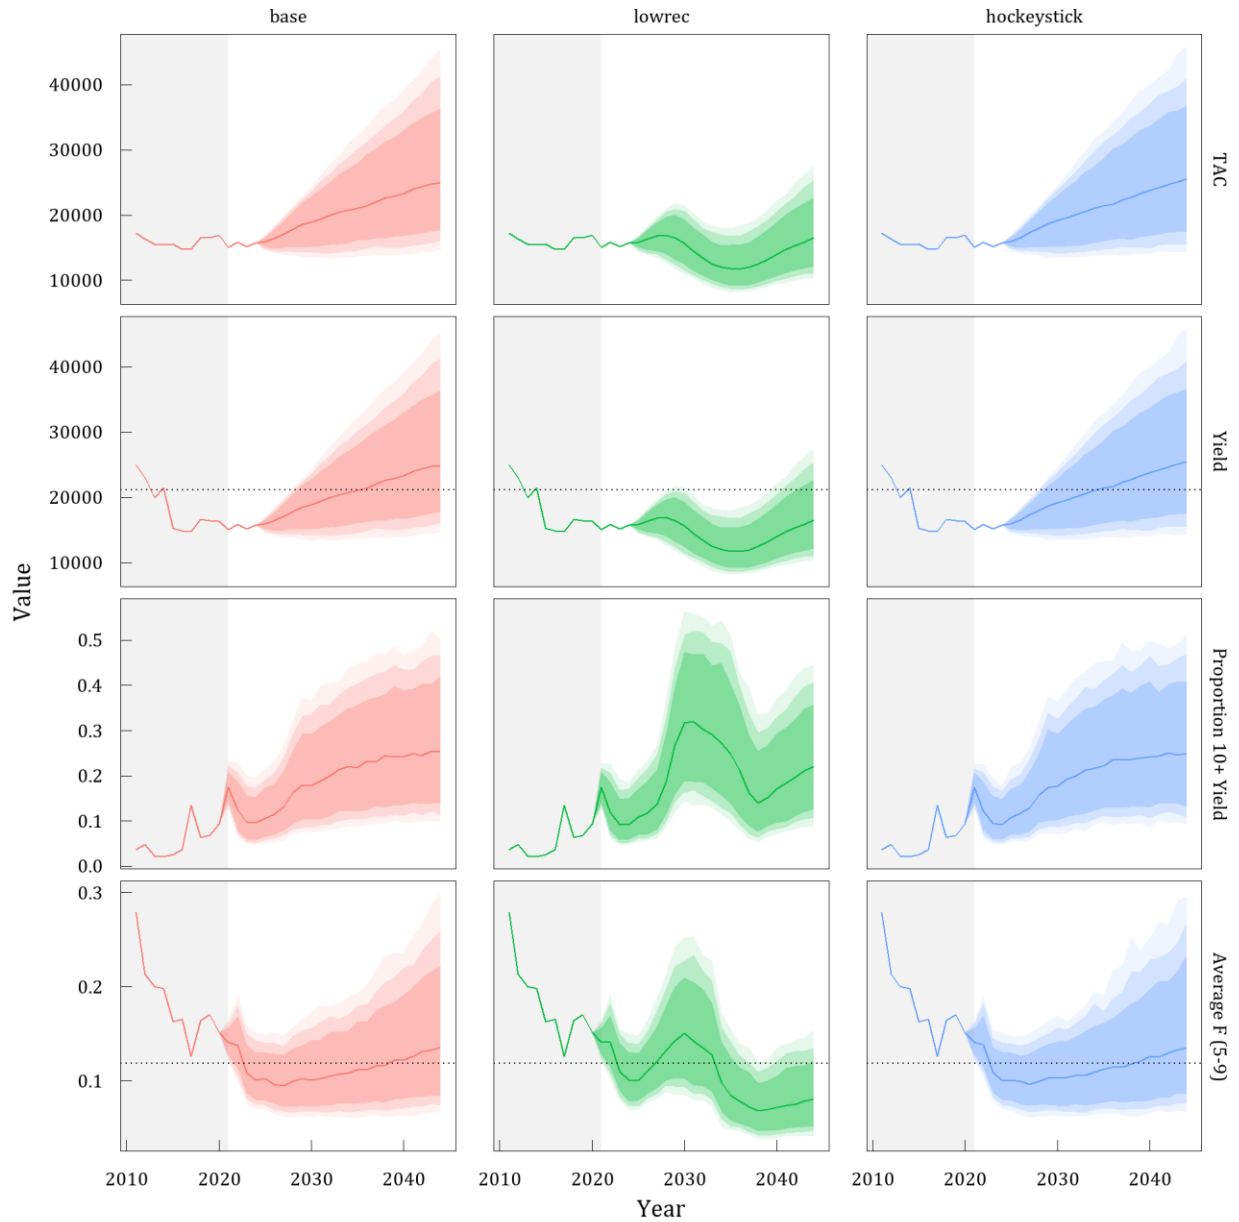 base lowrec hockeystick
40000
30000
20000
10000
TAC
40000
30000
20000
10000
Yield
Value
0.5
0.4
0.3
0.2
0.1
0.0
Proportion 10+ Yield
0.3
0.2
0.1
Average F (5-9)
2010 2020 2030 2040 2010 2020 2030 2040 2010 2020 2030 2040
Year